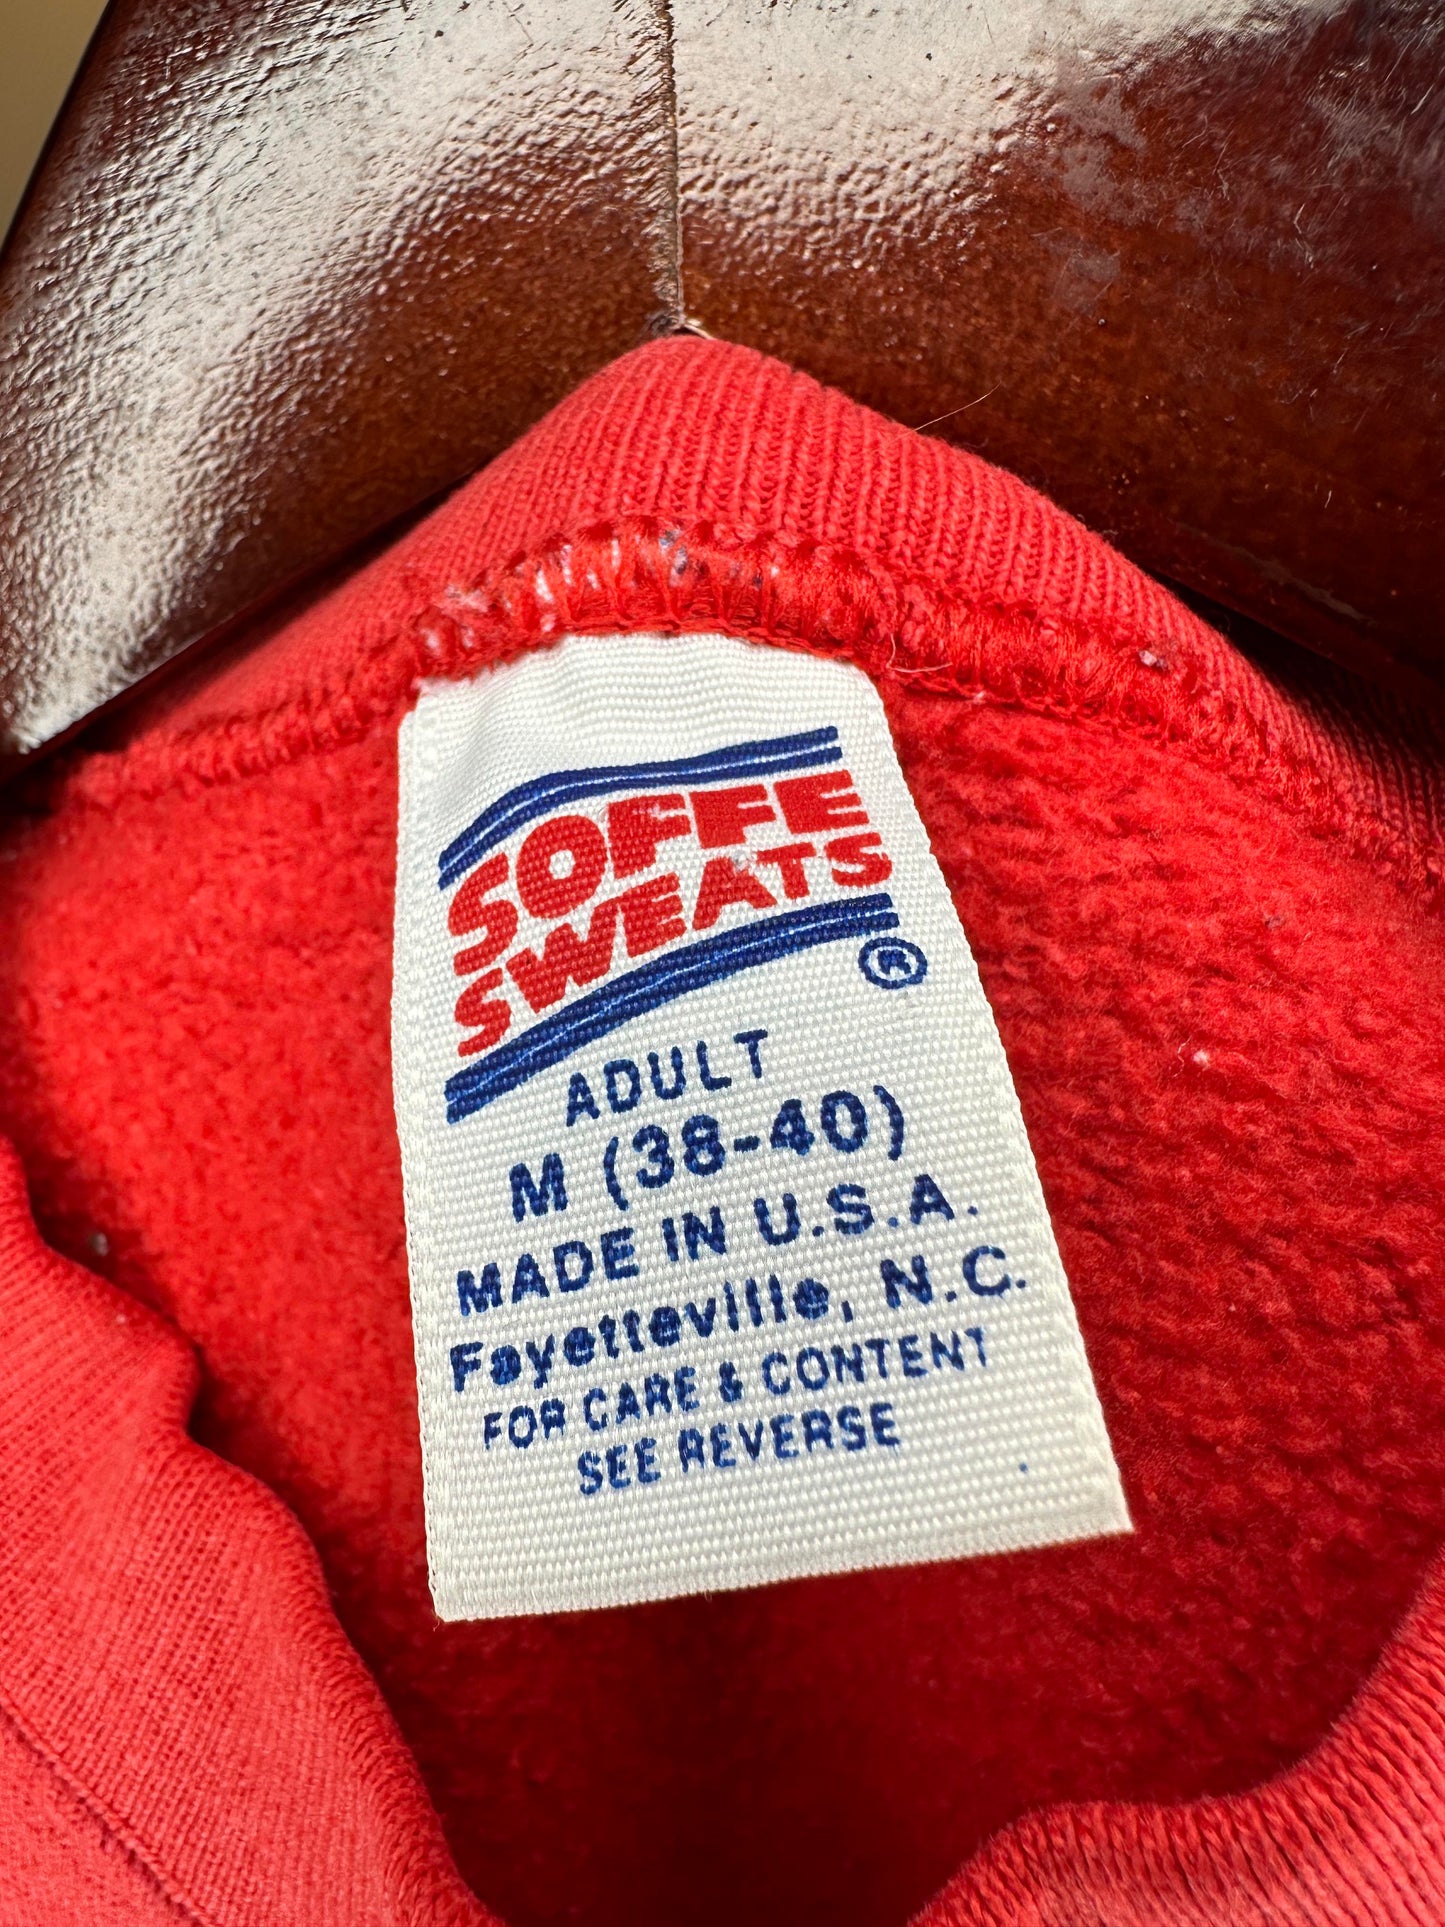 SOFFE
SWEATS
®
ADULT
M (38-40)
MADE IN U.S.A.
Fayetteville, N.C.
FOR CARE & CONTENT
SEE REVERSE